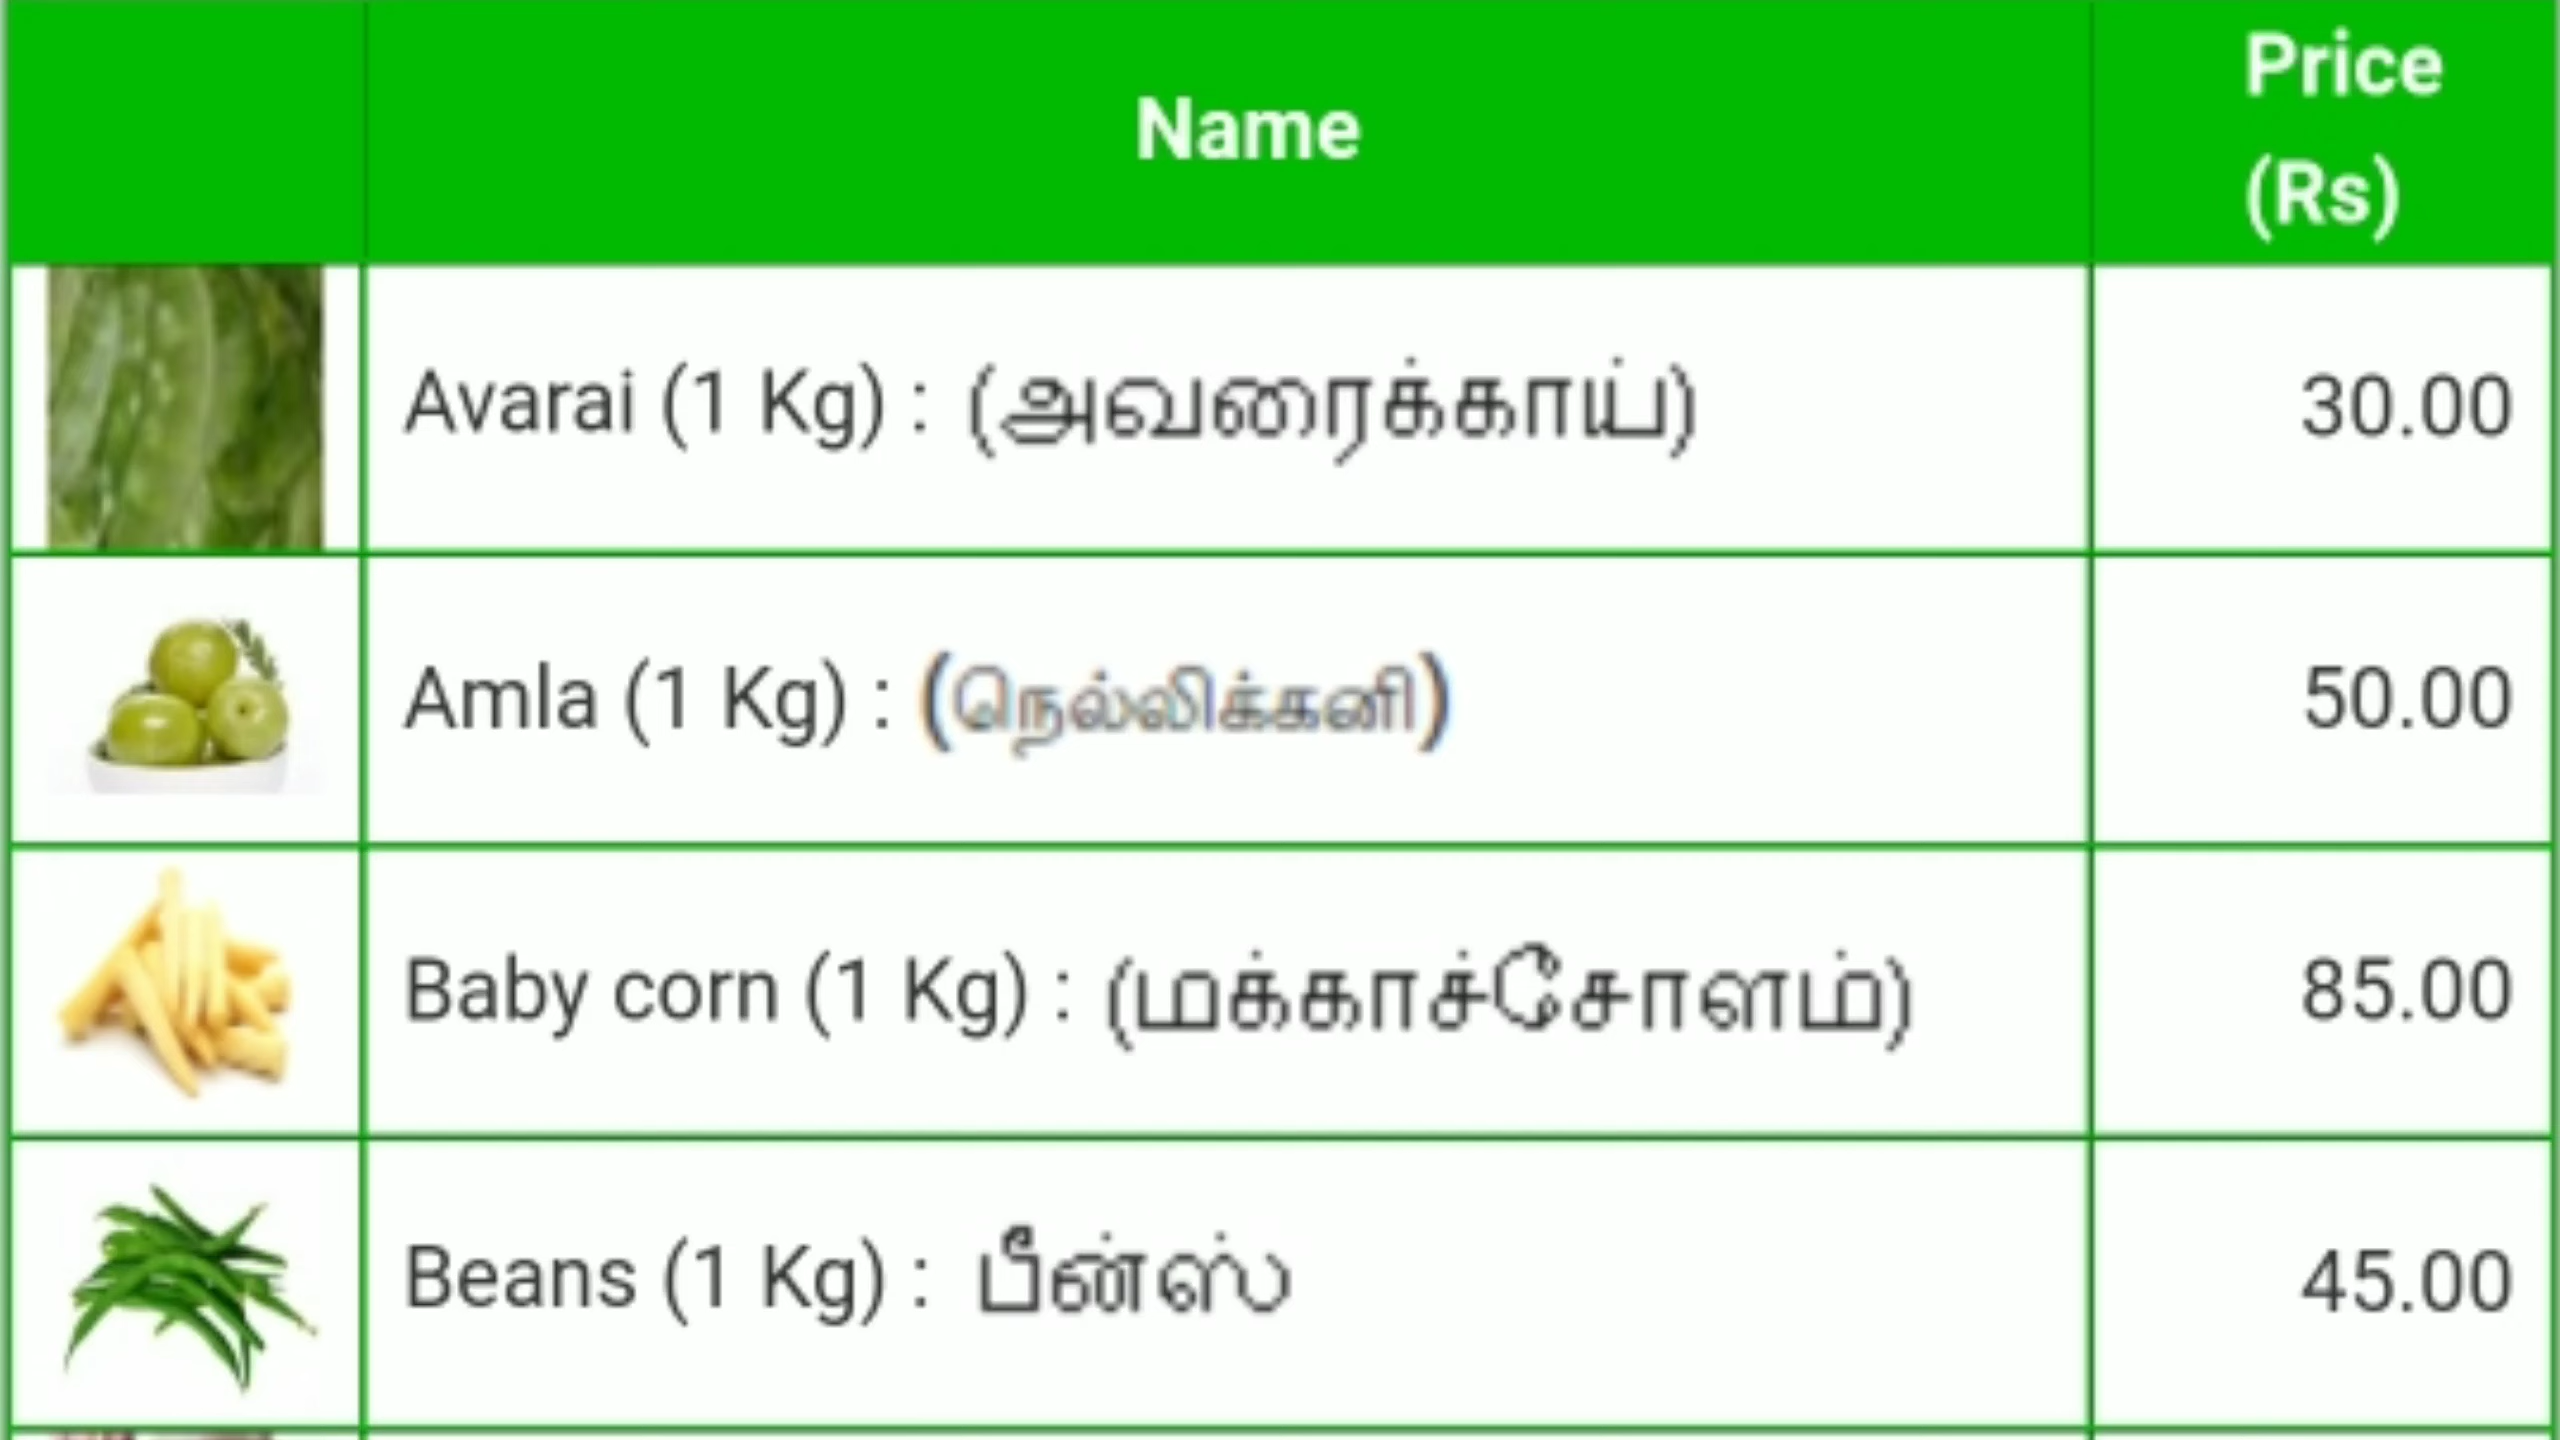 Name
Price
(Rs)
Avarai (1 Kg) : (அவரைக்காய்) 30.00
Amla (1 Kg) : (நெல்லிக்கனி) 50.00
Baby corn (1 Kg) : (மக்காச்சோளம்) 85.00
Beans (1 Kg) : பீன்ஸ் 45.00